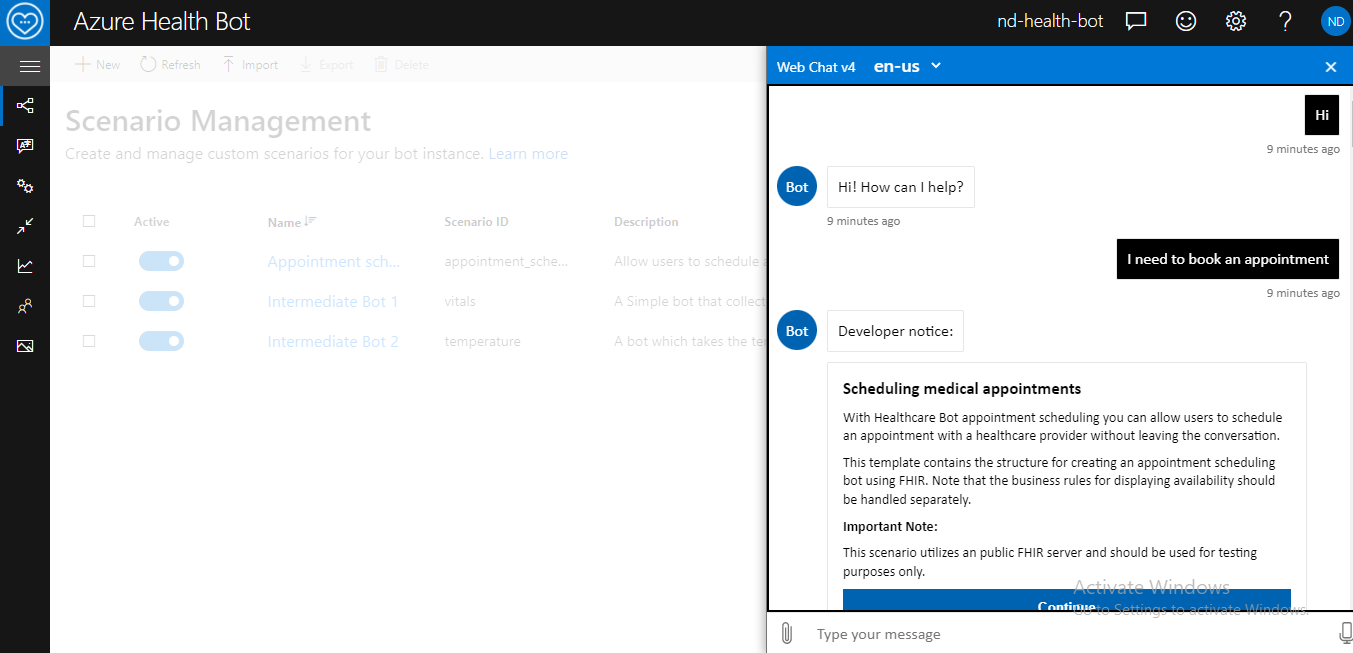 Azure Health Bot
nd-health-bot
ND
New
Refresh
Import
Export
Delete
Scenario Management
Create and manage custom scenarios for your bot instance. Learn more
Active
Name
Scenario ID
Description
Appointment sch...
appointment_sche...
Allow users to schedule a
Intermediate Bot 1
vitals
A Simple bot that collect
Intermediate Bot 2
temperature
A bot which takes the te
Web Chat v4
en-us
Hi
9 minutes ago
Bot
Hi! How can I help?
9 minutes ago
I need to book an appointment
9 minutes ago
Bot
Developer notice:
Scheduling medical appointments
With Healthcare Bot appointment scheduling you can allow users to schedule
an appointment with a healthcare provider without leaving the conversation.
This template contains the structure for creating an appointment scheduling
bot using FHIR. Note that the business rules for displaying availability should
be handled separately.
Important Note:
This scenario utilizes an public FHIR server and should be used for testing
purposes only.
Continue
Activate Windows
Go to Settings to activate Windows.
Type your message